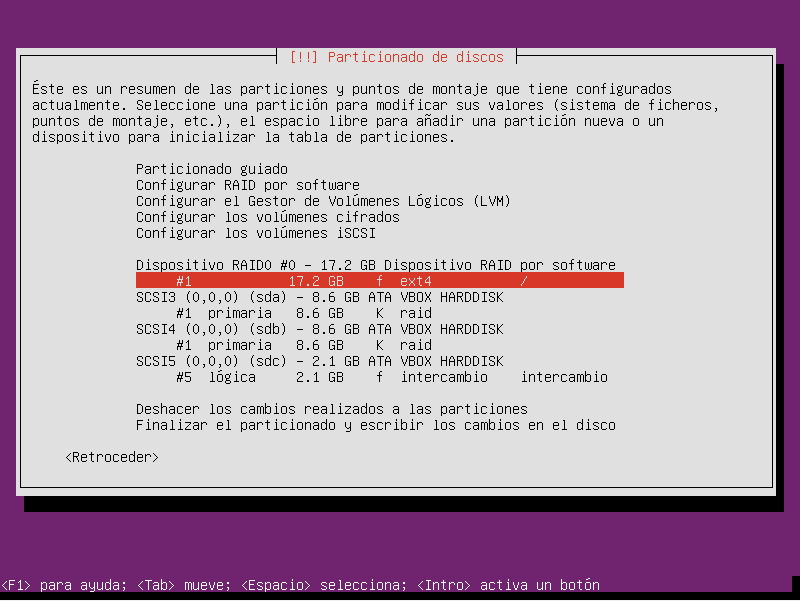 [!!] Particionado de discos
Éste es un resumen de las particiones y puntos de montaje que tiene configurados
actualmente. Seleccione una partición para modificar sus valores (sistema de ficheros,
puntos de montaje, etc.), el espacio libre para añadir una partición nueva o un
dispositivo para inicializar la tabla de particiones.
Particionado guiado
Configurar RAID por software
Configurar el Gestor de Volúmenes Lógicos (LVM)
Configurar los volúmenes cifrados
Configurar los volúmenes iSCSI
Dispositivo RAID0 #0 - 17.2 GB Dispositivo RAID por software
#1 17.2 GB f ext4 /
SCSI3 (0,0,0) (sda) - 8.6 GB ATA VBOX HARDDISK
#1 primaria 8.6 GB K raid
SCSI4 (0,0,0) (sdb) - 8.6 GB ATA VBOX HARDDISK
#1 primaria 8.6 GB K raid
SCSI5 (0,0,0) (sdc) - 2.1 GB ATA VBOX HARDDISK
#5 lógica 2.1 GB f intercambio intercambio
Deshacer los cambios realizados a las particiones
Finalizar el particionado y escribir los cambios en el disco
<Retroceder>
<F1> para ayuda; <Tab> mueve; <Espacio> selecciona; <Intro> activa un botón